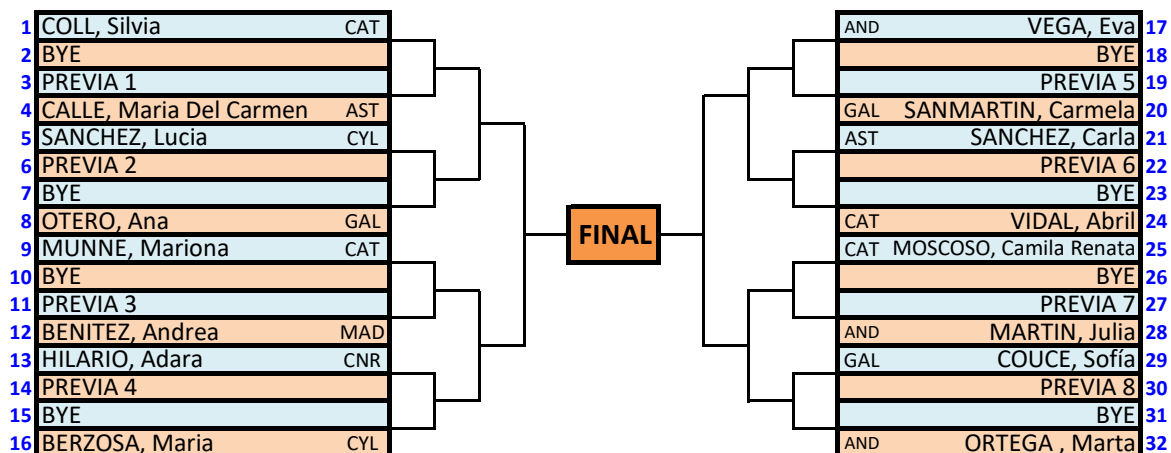 1 COLL, Silvia CAT
2 BYE
3 PREVIA 1
4 CALLE, Maria Del Carmen AST
5 SANCHEZ, Lucia CYL
6 PREVIA 2
7 BYE
8 OTERO, Ana GAL
9 MUNNE, Mariona CAT
10 BYE
11 PREVIA 3
12 BENITEZ, Andrea MAD
13 HILARIO, Adara CNR
14 PREVIA 4
15 BYE
16 BERZOSA, Maria CYL
FINAL
AND VEGA, Eva 17
BYE 18
PREVIA 5 19
GAL SANMARTIN, Carmela 20
AST SANCHEZ, Carla 21
PREVIA 6 22
BYE 23
CAT VIDAL, Abril 24
CAT MOSCOSO, Camila Renata 25
BYE 26
PREVIA 7 27
AND MARTIN, Julia 28
GAL COUCE, Sofía 29
PREVIA 8 30
BYE 31
AND ORTEGA , Marta 32